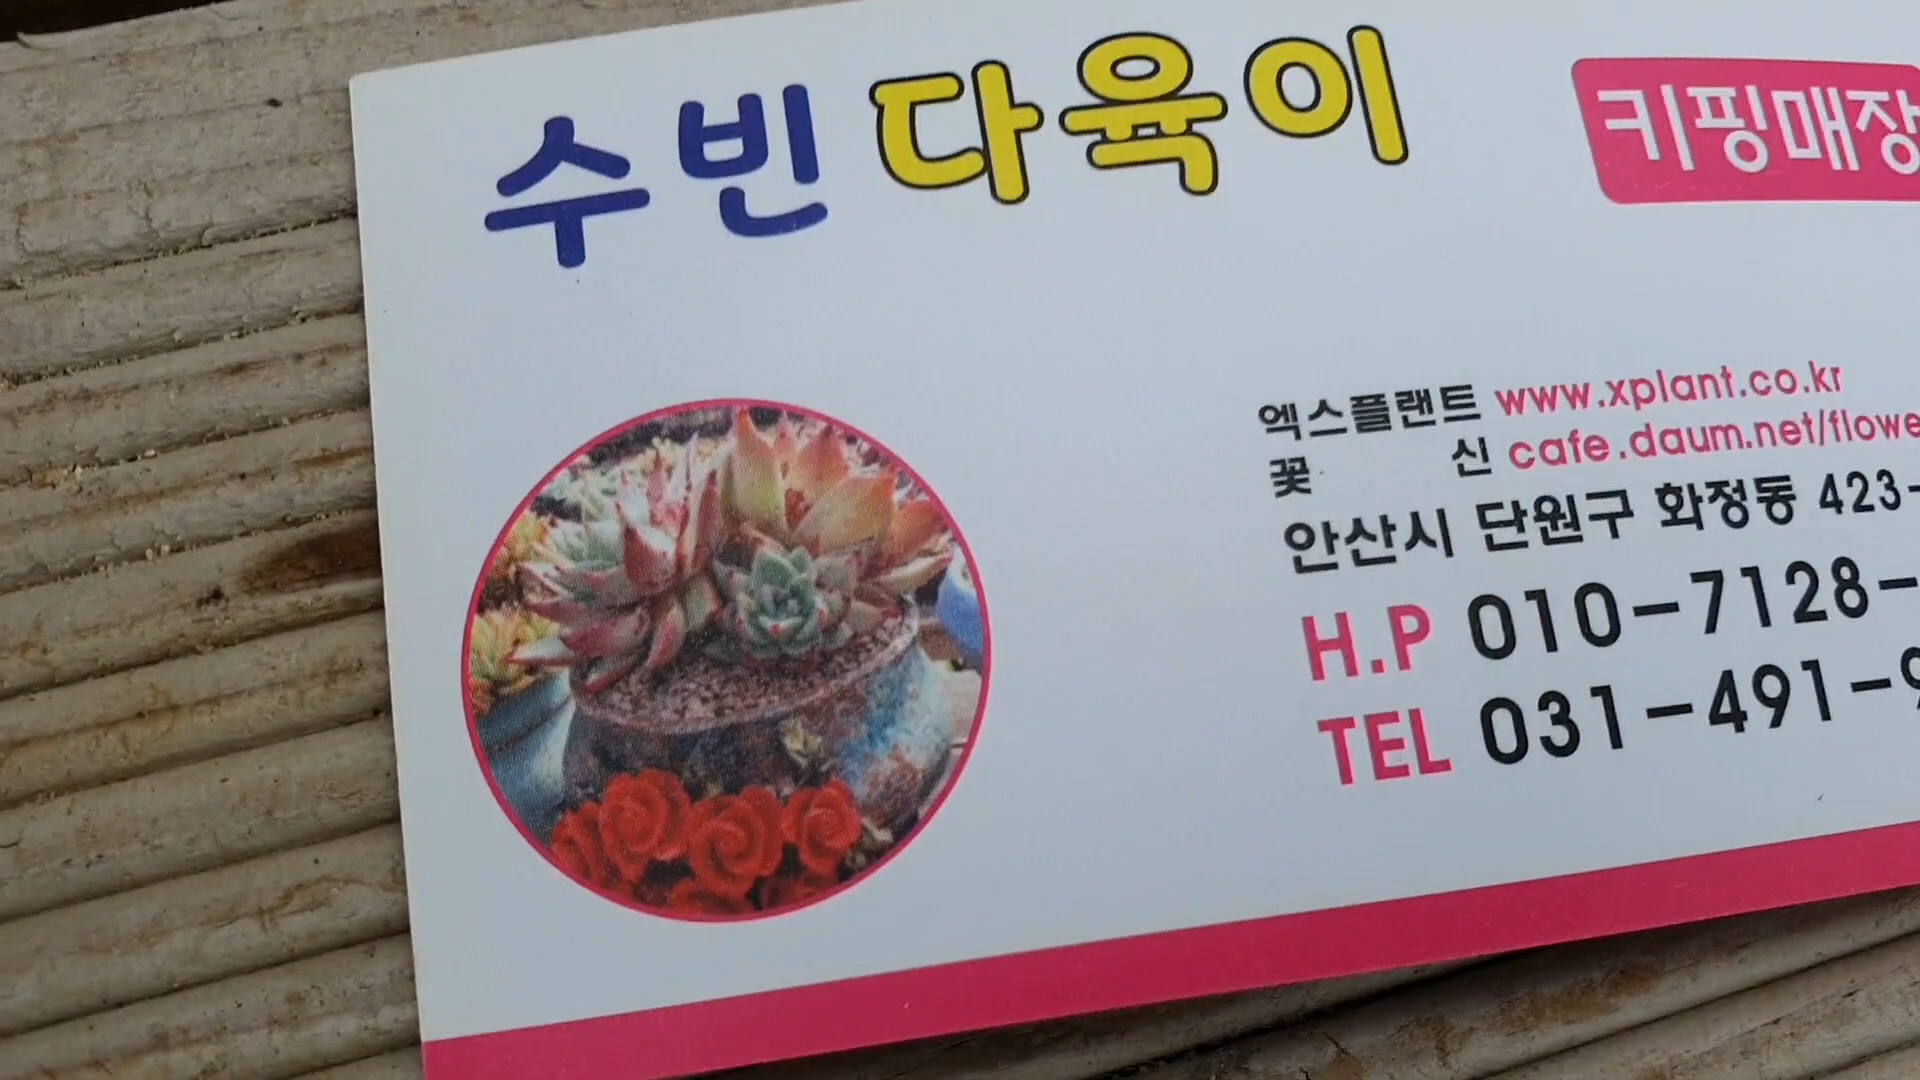 수빈 다육이 키핑매장
엑스플랜트 www.xplant.co.kr
꽃 신 cafe.daum.net/flowe
안산시 단원구 화정동 423-
H.P 010-7128-
TEL 031-491-9